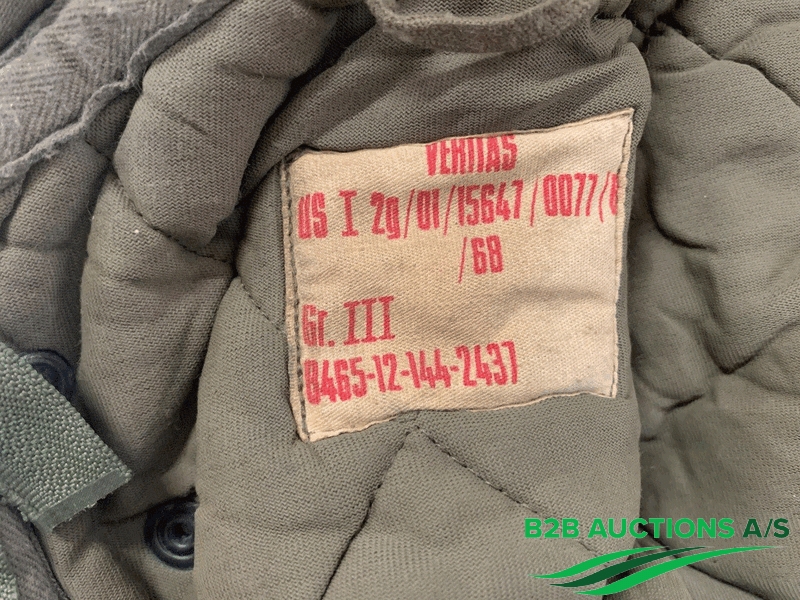 VERITAS
US I 2g/01/15647/0077/
/68
Gr. III
8465-12-144-2437
B2B AUCTIONS A/S